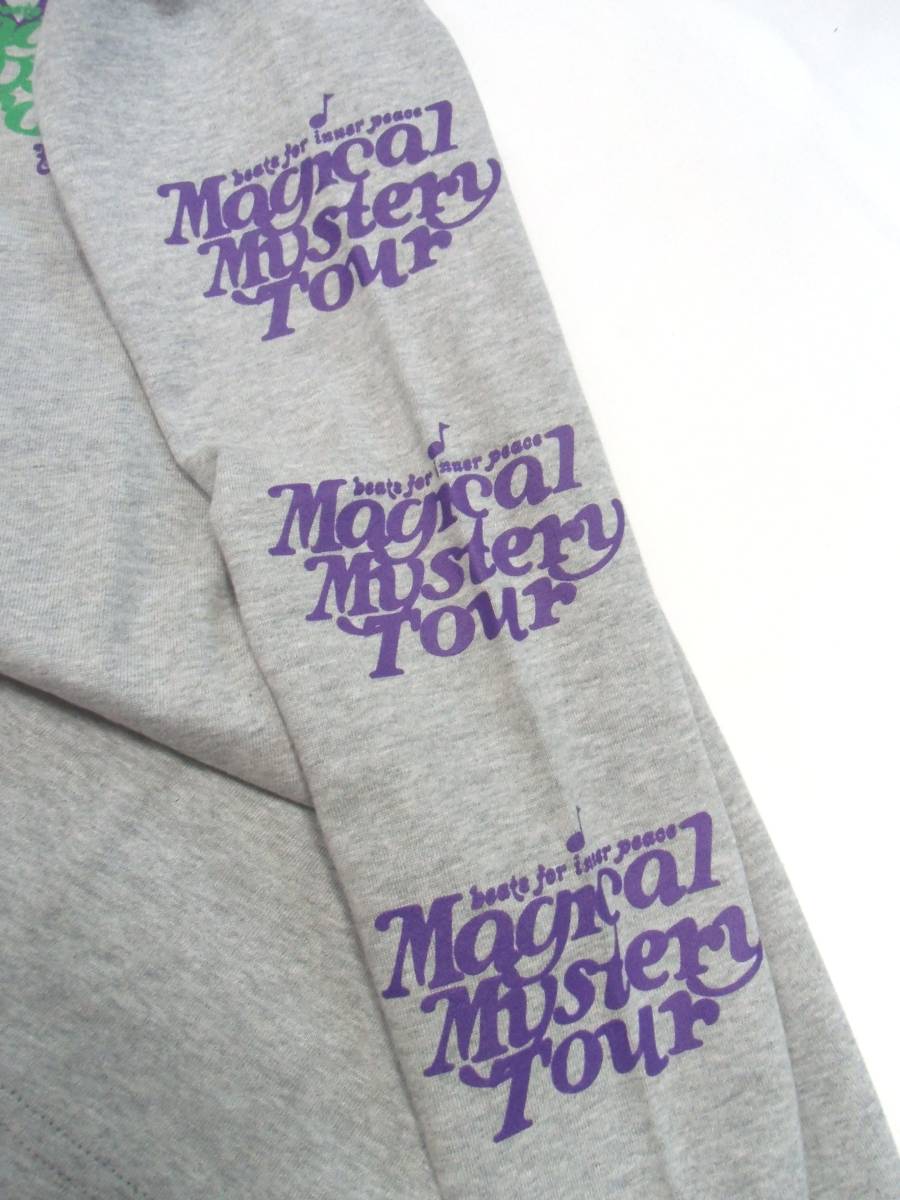 beats for inner peace
Magical
Mystery
Tour
beats for inner peace
Magical
Mystery
Tour
beats for inner peace
Magical
Mystery
Tour